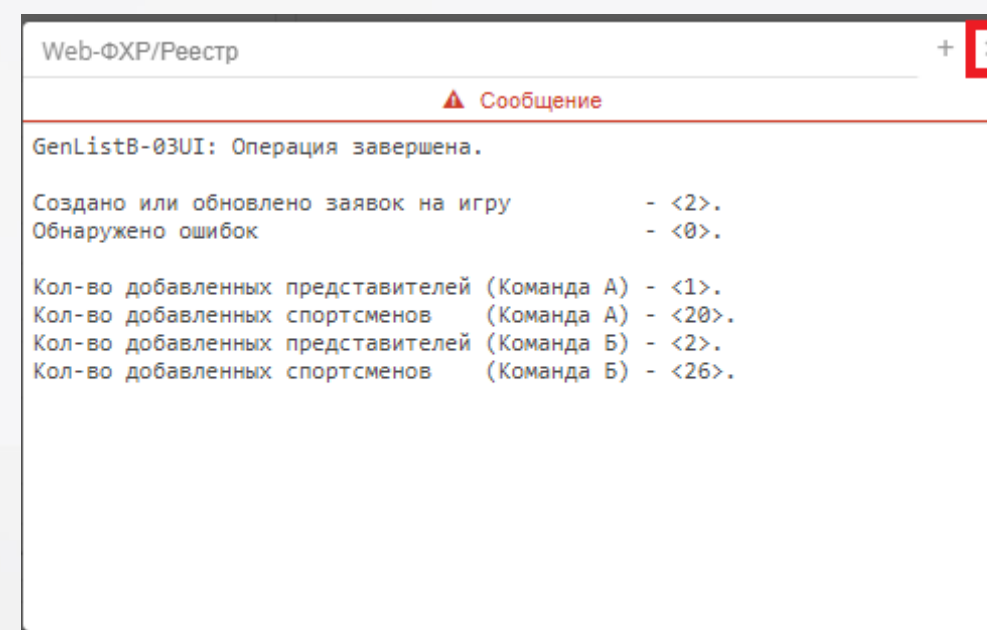 Web-ФХР/Реестр
Сообщение
GenListB-03UI: Операция завершена.
Создано или обновлено заявок на игру - <2>.
Обнаружено ошибок - <0>.
Кол-во добавленных представителей (Команда А) - <1>.
Кол-во добавленных спортсменов (Команда А) - <20>.
Кол-во добавленных представителей (Команда Б) - <2>.
Кол-во добавленных спортсменов (Команда Б) - <26>.